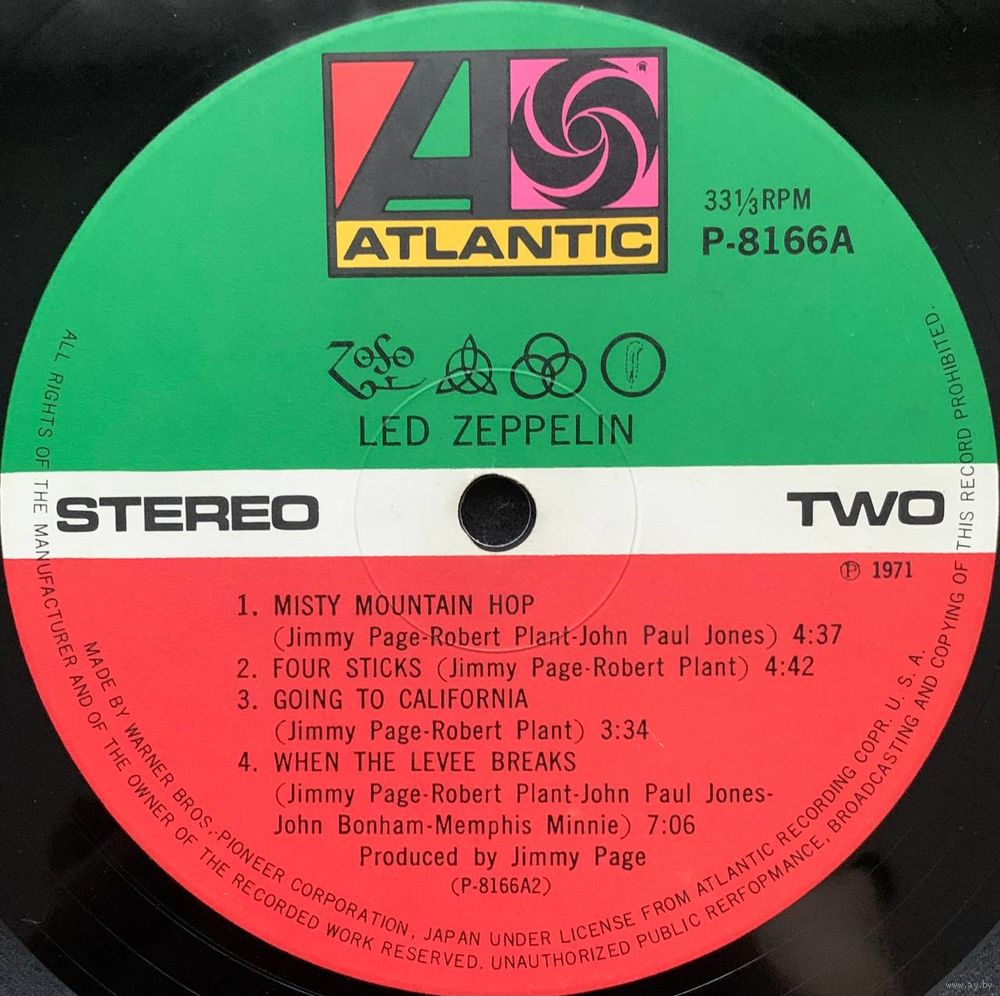 ATLANTIC
33⅓RPM
P-8166A
LED ZEPPELIN
STEREO
TWO
℗ 1971
1. MISTY MOUNTAIN HOP
(Jimmy Page-Robert Plant-John Paul Jones) 4:37
2. FOUR STICKS (Jimmy Page-Robert Plant) 4:42
3. GOING TO CALIFORNIA
(Jimmy Page-Robert Plant) 3:34
4. WHEN THE LEVEE BREAKS
(Jimmy Page-Robert Plant-John Paul Jones-
John Bonham-Memphis Minnie) 7:06
Produced by Jimmy Page
(P-8166A2)
MADE BY WARNER BROS.,-PIONEER CORPORATION, JAPAN UNDER LICENSE FROM ATLANTIC RECORDING COPR. U. S. A.
ALL RIGHTS OF THE MANUFACTURER AND OF THE OWNER OF THE RECORDED WORK RESERVED. UNAUTHORIZED PUBLIC RERFOPMANCE, BROADCASTING AND COPYING OF THIS RECORD PROHIBITED.
www.ay.by